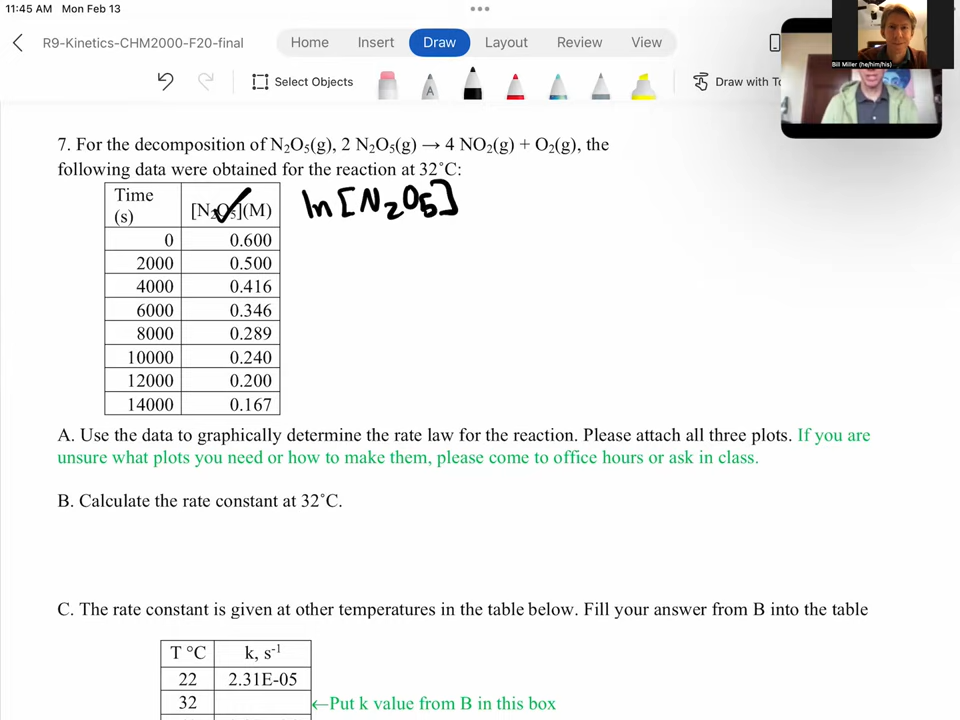 11:45 AM Mon Feb 13
R9-Kinetics-CHM2000-F20-final
Home Insert Draw Layout Review View
Select Objects
A
Draw with To
Bill Miller (he/him/his)
7. For the decomposition of N₂O₅(g), 2 N₂O₅(g) → 4 NO₂(g) + O₂(g), the
following data were obtained for the reaction at 32˚C:
Time (s) [N₂O₅](M) ln[N₂O₅]
0 0.600
2000 0.500
4000 0.416
6000 0.346
8000 0.289
10000 0.240
12000 0.200
14000 0.167
A. Use the data to graphically determine the rate law for the reaction. Please attach all three plots. If you are
unsure what plots you need or how to make them, please come to office hours or ask in class.
B. Calculate the rate constant at 32˚C.
C. The rate constant is given at other temperatures in the table below. Fill your answer from B into the table
T °C k, s⁻¹
22 2.31E-05
32 ←Put k value from B in this box